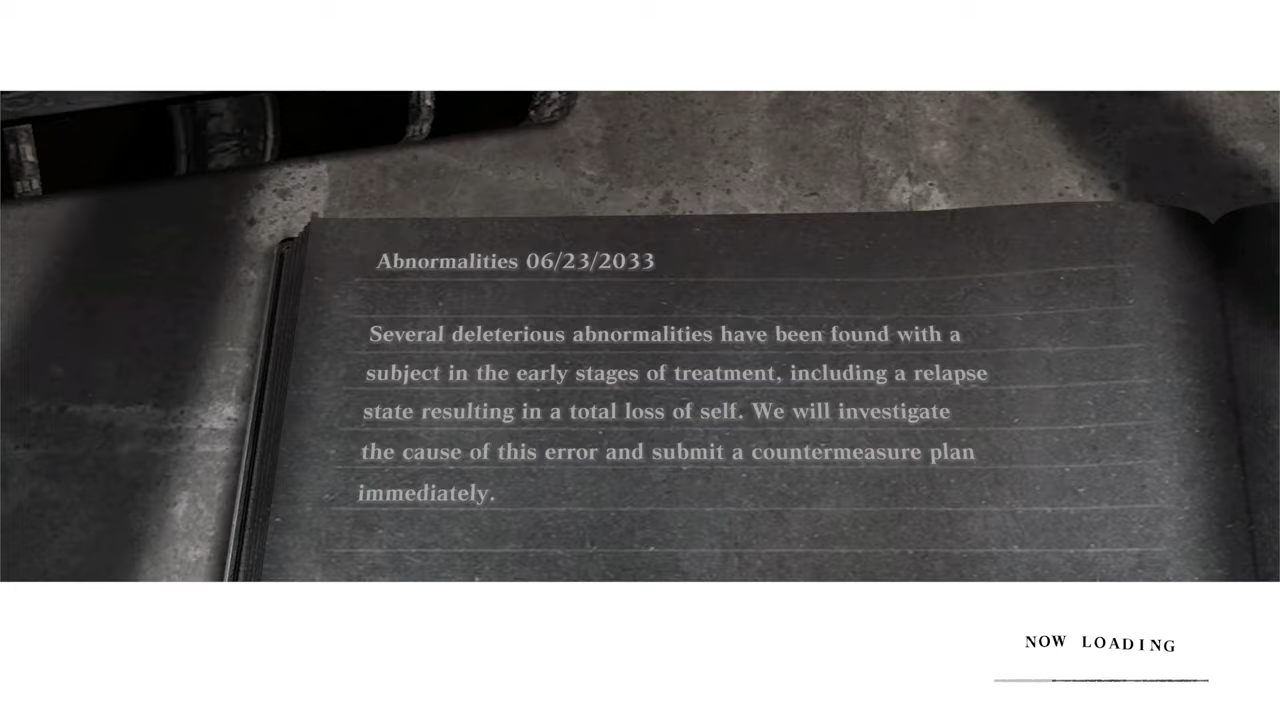 Abnormalities 06/23/2033
Several deleterious abnormalities have been found with a
subject in the early stages of treatment, including a relapse
state resulting in a total loss of self. We will investigate
the cause of this error and submit a countermeasure plan
immediately.
NOW LOADING